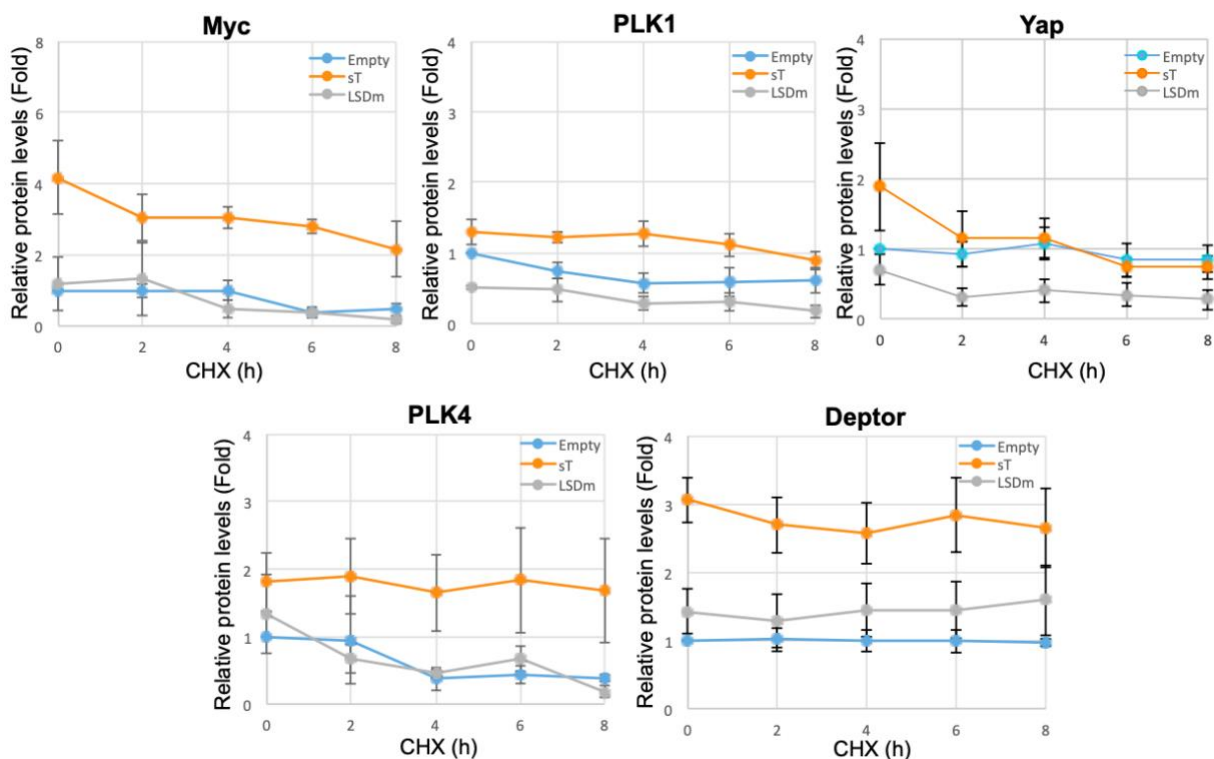 Myc
Relative protein levels (Fold)
8
6
4
2
0
Empty
sT
LSDm
0 2 4 6 8
CHX (h)
PLK1
Relative protein levels (Fold)
4
3
2
1
0
Empty
sT
LSDm
0 2 4 6 8
CHX (h)
Yap
Relative protein levels (Fold)
4
3
2
1
0
Empty
sT
LSDm
0 2 4 6 8
CHX (h)
PLK4
Relative protein levels (Fold)
4
3
2
1
0
Empty
sT
LSDm
0 2 4 6 8
CHX (h)
Deptor
Relative protein levels (Fold)
4
3
2
1
0
Empty
sT
LSDm
0 2 4 6 8
CHX (h)